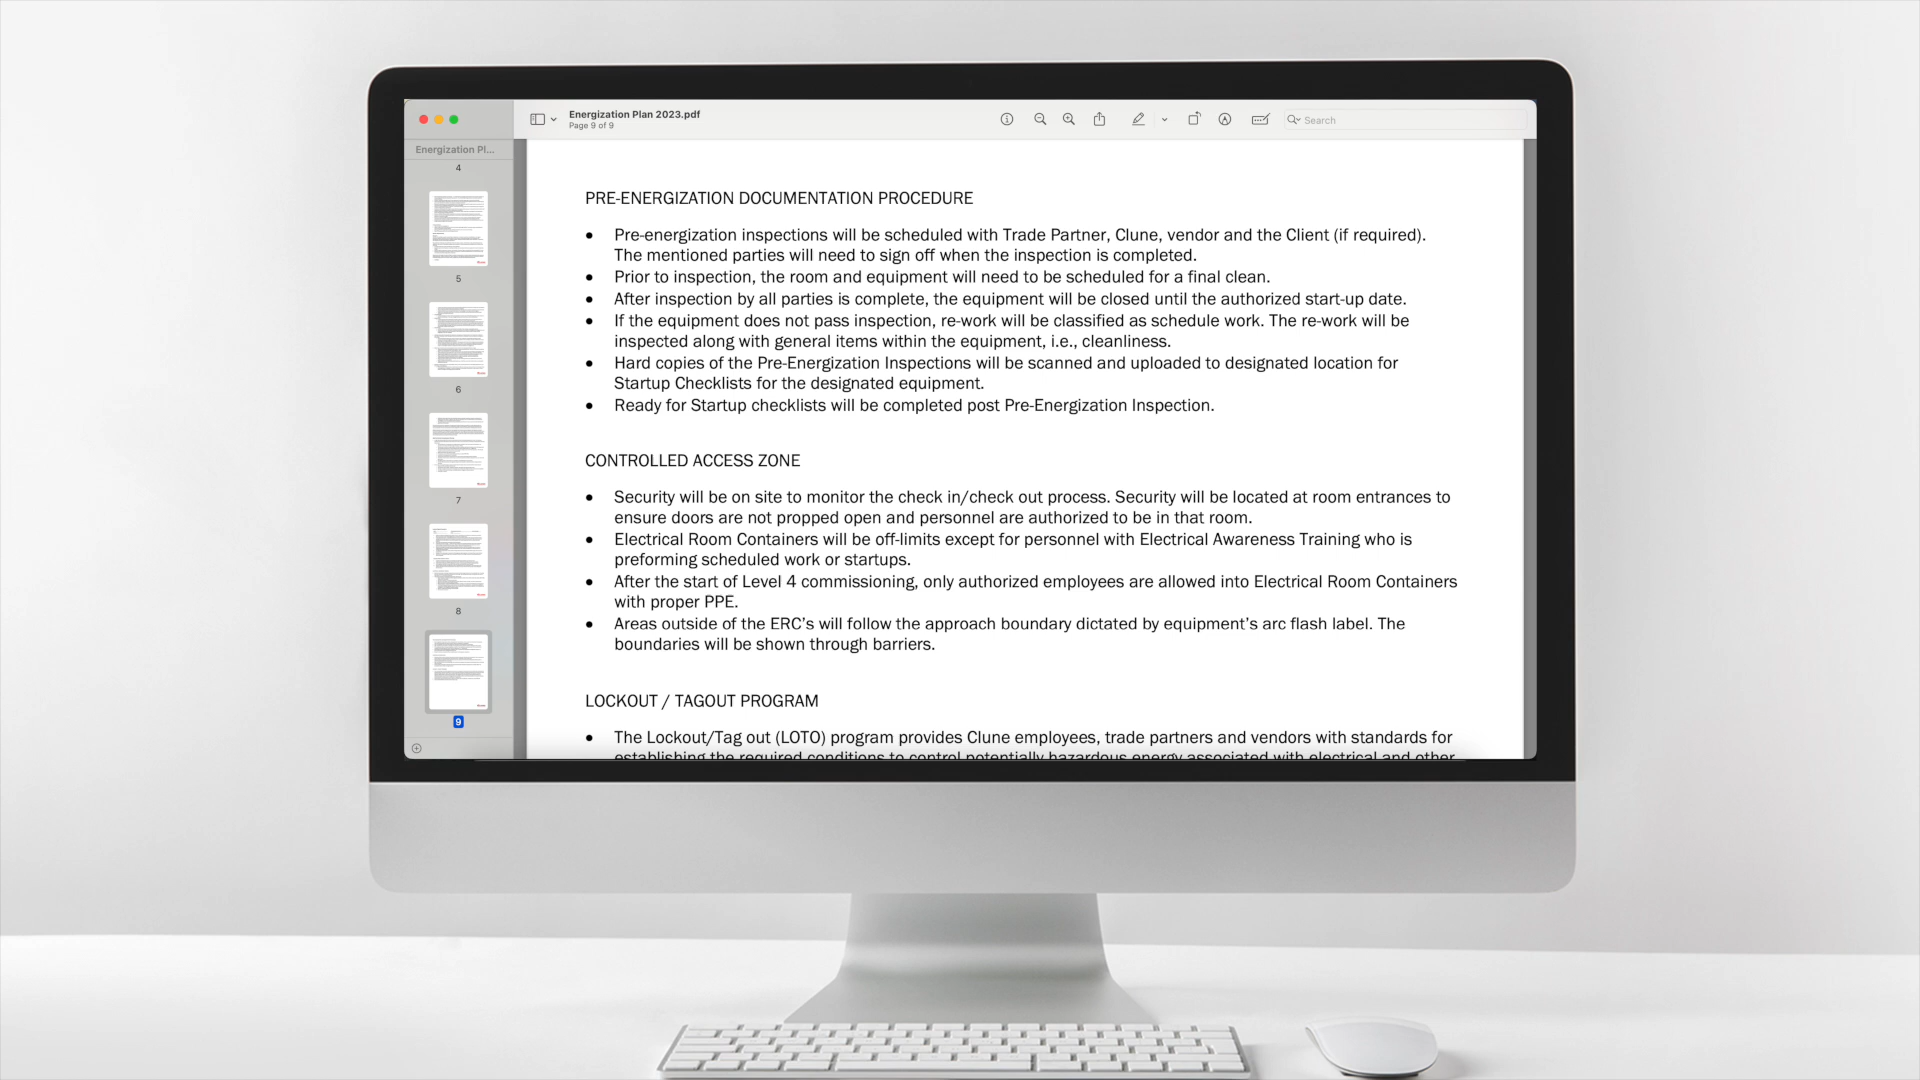 Energization Plan 2023.pdf
Page 9 of 9
Search
Energization Pl...
4
5
6
7
8
9
PRE-ENERGIZATION DOCUMENTATION PROCEDURE
• Pre-energization inspections will be scheduled with Trade Partner, Clune, vendor and the Client (if required).
The mentioned parties will need to sign off when the inspection is completed.
• Prior to inspection, the room and equipment will need to be scheduled for a final clean.
• After inspection by all parties is complete, the equipment will be closed until the authorized start-up date.
• If the equipment does not pass inspection, re-work will be classified as schedule work. The re-work will be
inspected along with general items within the equipment, i.e., cleanliness.
• Hard copies of the Pre-Energization Inspections will be scanned and uploaded to designated location for
Startup Checklists for the designated equipment.
• Ready for Startup checklists will be completed post Pre-Energization Inspection.
CONTROLLED ACCESS ZONE
• Security will be on site to monitor the check in/check out process. Security will be located at room entrances to
ensure doors are not propped open and personnel are authorized to be in that room.
• Electrical Room Containers will be off-limits except for personnel with Electrical Awareness Training who is
preforming scheduled work or startups.
• After the start of Level 4 commissioning, only authorized employees are allowed into Electrical Room Containers
with proper PPE.
• Areas outside of the ERC's will follow the approach boundary dictated by equipment's arc flash label. The
boundaries will be shown through barriers.
LOCKOUT / TAGOUT PROGRAM
• The Lockout/Tag out (LOTO) program provides Clune employees, trade partners and vendors with standards for
establishing the required conditions to control potentially hazardous energy associated with electrical and other